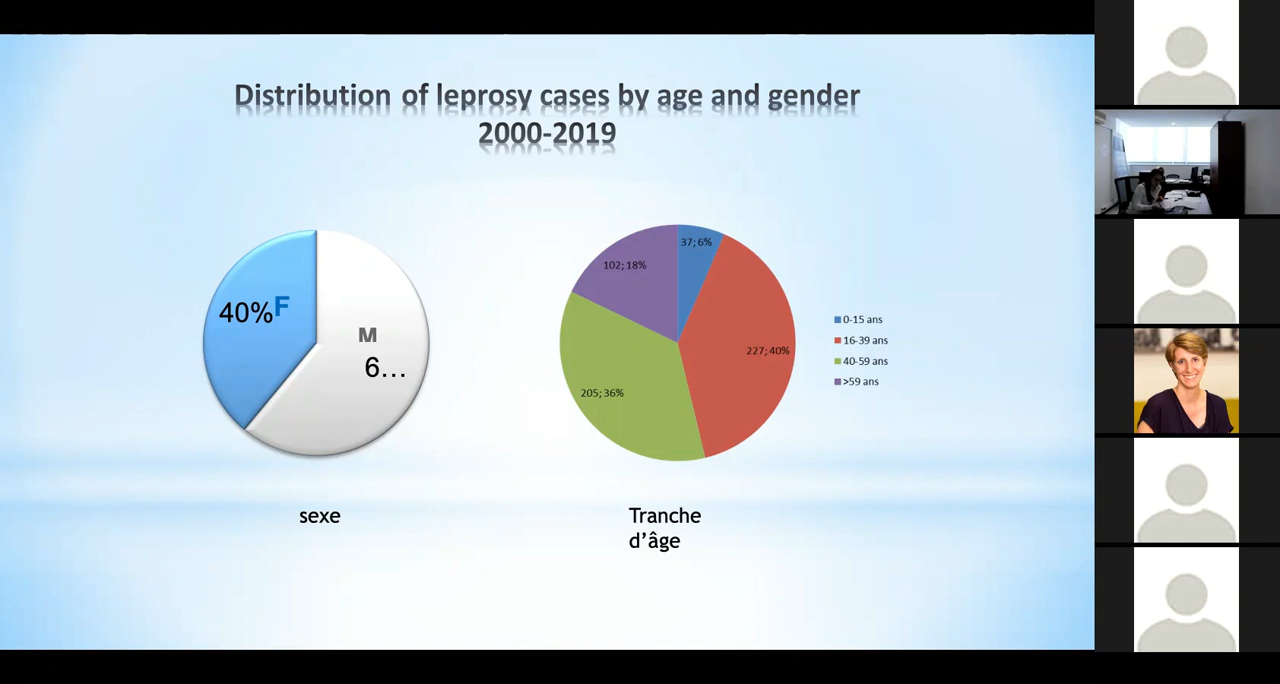 Distribution of leprosy cases by age and gender
2000-2019
40%
F
M
6...
37; 6%
227; 40%
205; 36%
102; 18%
0-15 ans
16-39 ans
40-59 ans
>59 ans
sexe
Tranche
d'âge